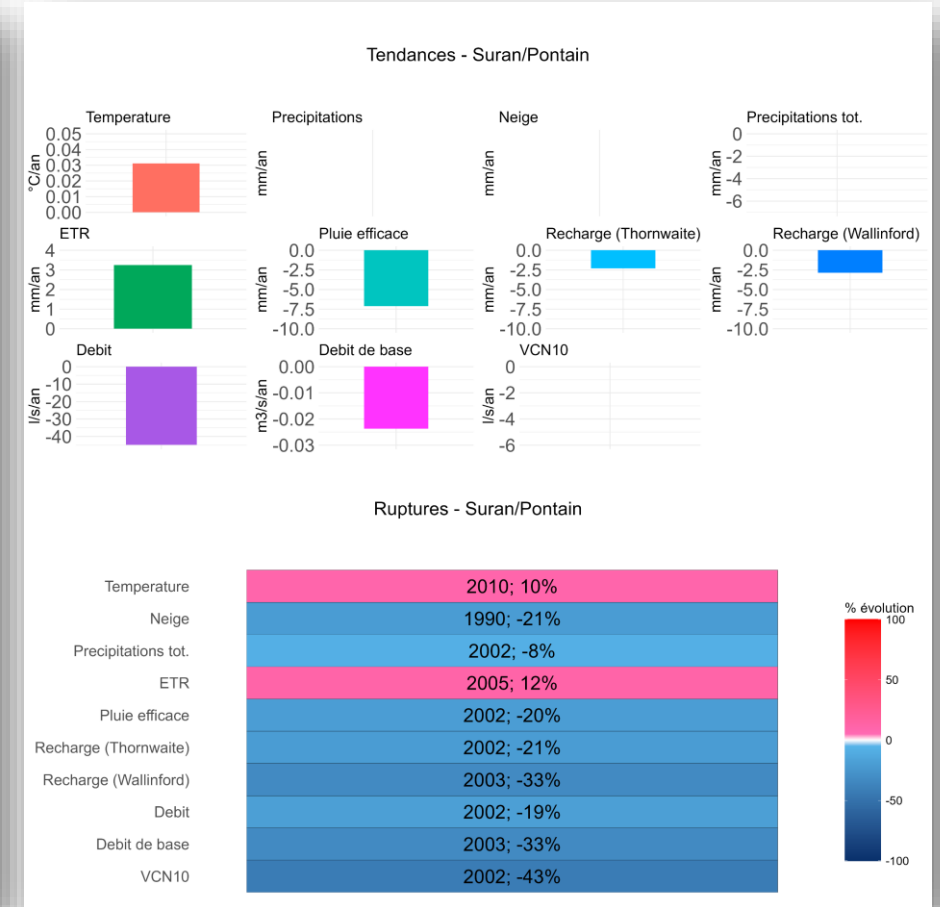 Tendances - Suran/Pontain
Temperature
°C/an
0.05
0.04
0.03
0.02
0.01
0.00
Precipitations
mm/an
Neige
mm/an
Precipitations tot.
mm/an
0
-2
-4
-6
ETR
mm/an
4
3
2
1
0
Pluie efficace
mm/an
0.0
-2.5
-5.0
-7.5
-10.0
Recharge (Thornwaite)
mm/an
0.0
-2.5
-5.0
-7.5
-10.0
Recharge (Wallinford)
mm/an
0.0
-2.5
-5.0
-7.5
-10.0
Debit
l/s/an
0
-10
-20
-30
-40
Debit de base
m3/s/an
0.00
-0.01
-0.02
-0.03
VCN10
l/s/an
0
-2
-4
-6
Ruptures - Suran/Pontain
Temperature 2010; 10%
Neige 1990; -21%
Precipitations tot. 2002; -8%
ETR 2005; 12%
Pluie efficace 2002; -20%
Recharge (Thornwaite) 2002; -21%
Recharge (Wallinford) 2003; -33%
Debit 2002; -19%
Debit de base 2003; -33%
VCN10 2002; -43%
% évolution
100
50
0
-50
-100